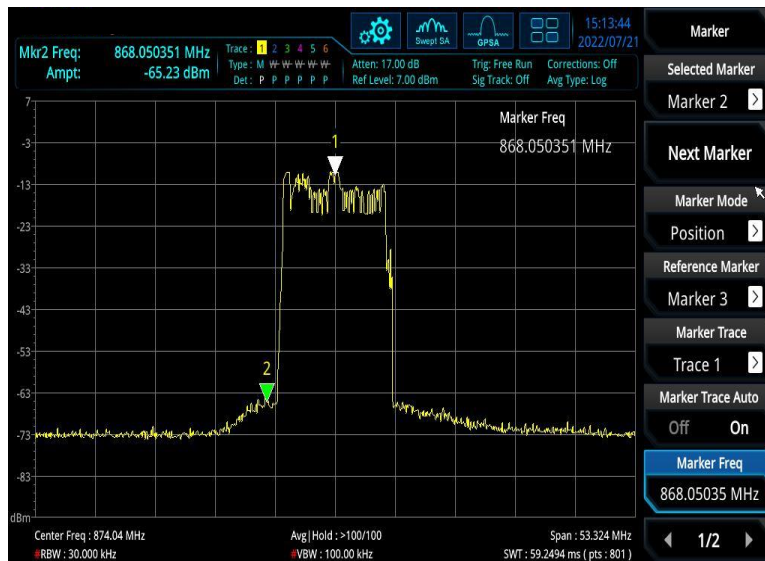 Mkr2 Freq: 868.050351 MHz
Ampt: -65.23 dBm
Trace: 1 2 3 4 5 6
Type: M W W W W W
Det: P P P P P P
Swept SA
GPSA
15:13:44
2022/07/21
Atten: 17.00 dB
Ref Level: 7.00 dBm
Trig: Free Run
Sig Track: Off
Corrections: Off
Avg Type: Log
Marker
Selected Marker
Marker 2 >
Next Marker
Marker Mode
Position >
Reference Marker
Marker 3 >
Marker Trace
Trace 1 >
Marker Trace Auto
Off On
Marker Freq
868.05035 MHz
1/2
Marker Freq
868.050351 MHz
1
2
7
-3
-13
-23
-33
-43
-53
-63
-73
-83
dBm
Center Freq : 874.04 MHz
Avg|Hold : >100/100
Span : 53.324 MHz
#RBW : 30.000 kHz
#VBW : 100.00 kHz
SWT : 59.2494 ms ( pts : 801 )